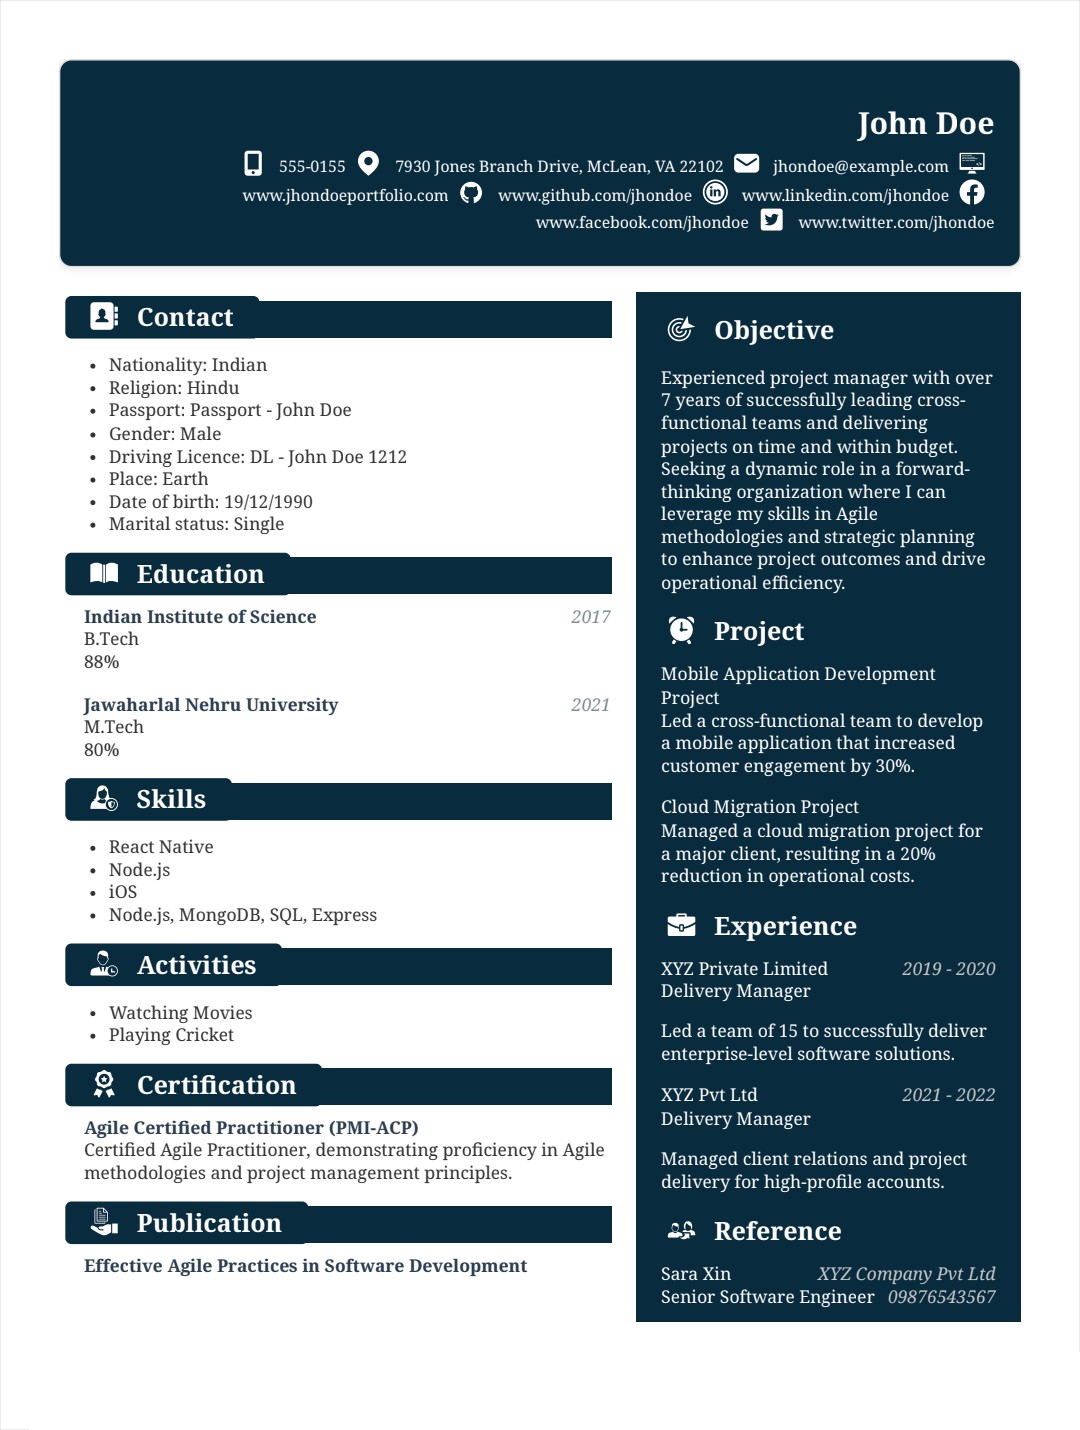 John Doe
555-0155 7930 Jones Branch Drive, McLean, VA 22102 jhondoe@example.com
www.jhondoeportfolio.com www.github.com/jhondoe www.linkedin.com/jhondoe
www.facebook.com/jhondoe www.twitter.com/jhondoe
Contact
Nationality: Indian
Religion: Hindu
Passport: Passport - John Doe
Gender: Male
Driving Licence: DL - John Doe 1212
Place: Earth
Date of birth: 19/12/1990
Marital status: Single
Education
Indian Institute of Science 2017
B.Tech
88%
Jawaharlal Nehru University 2021
M.Tech
80%
Skills
React Native
Node.js
iOS
Node.js, MongoDB, SQL, Express
Activities
Watching Movies
Playing Cricket
Certification
Agile Certified Practitioner (PMI-ACP)
Certified Agile Practitioner, demonstrating proficiency in Agile
methodologies and project management principles.
Publication
Effective Agile Practices in Software Development
Objective
Experienced project manager with over
7 years of successfully leading cross-
functional teams and delivering
projects on time and within budget.
Seeking a dynamic role in a forward-
thinking organization where I can
leverage my skills in Agile
methodologies and strategic planning
to enhance project outcomes and drive
operational efficiency.
Project
Mobile Application Development
Project
Led a cross-functional team to develop
a mobile application that increased
customer engagement by 30%.
Cloud Migration Project
Managed a cloud migration project for
a major client, resulting in a 20%
reduction in operational costs.
Experience
XYZ Private Limited 2019 - 2020
Delivery Manager
Led a team of 15 to successfully deliver
enterprise-level software solutions.
XYZ Pvt Ltd 2021 - 2022
Delivery Manager
Managed client relations and project
delivery for high-profile accounts.
Reference
Sara Xin XYZ Company Pvt Ltd
Senior Software Engineer 09876543567